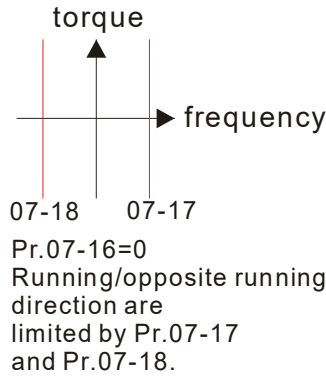 torque
frequency
07-18
07-17
Pr.07-16=0
Running/opposite running
direction are
limited by Pr.07-17
and Pr.07-18.